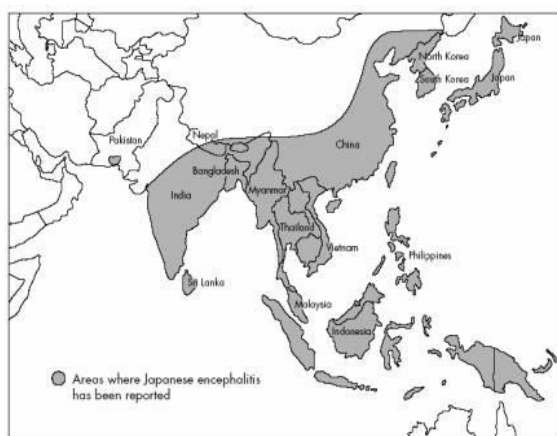 Japan
North Korea
South Korea
Japan
China
Nepal
Pakistan
Bangladesh
India
Myanmar
Thailand
Vietnam
Philippines
Sri Lanka
Malaysia
Indonesia
Areas where Japanese encephalitis
has been reported